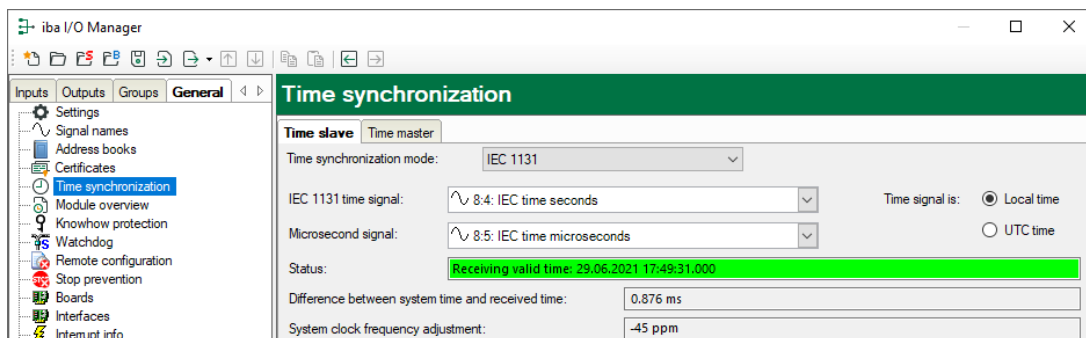 iba I/O Manager
Inputs Outputs Groups General
Settings
Signal names
Address books
Certificates
Time synchronization
Module overview
Knowhow protection
Watchdog
Remote configuration
Stop prevention
Boards
Interfaces
Interrupt info
Time synchronization
Time slave Time master
Time synchronization mode: IEC 1131
IEC 1131 time signal: 8:4: IEC time seconds Time signal is: Local time
Microsecond signal: 8:5: IEC time microseconds UTC time
Status: Receiving valid time: 29.06.2021 17:49:31.000
Difference between system time and received time: 0.876 ms
System clock frequency adjustment: -45 ppm